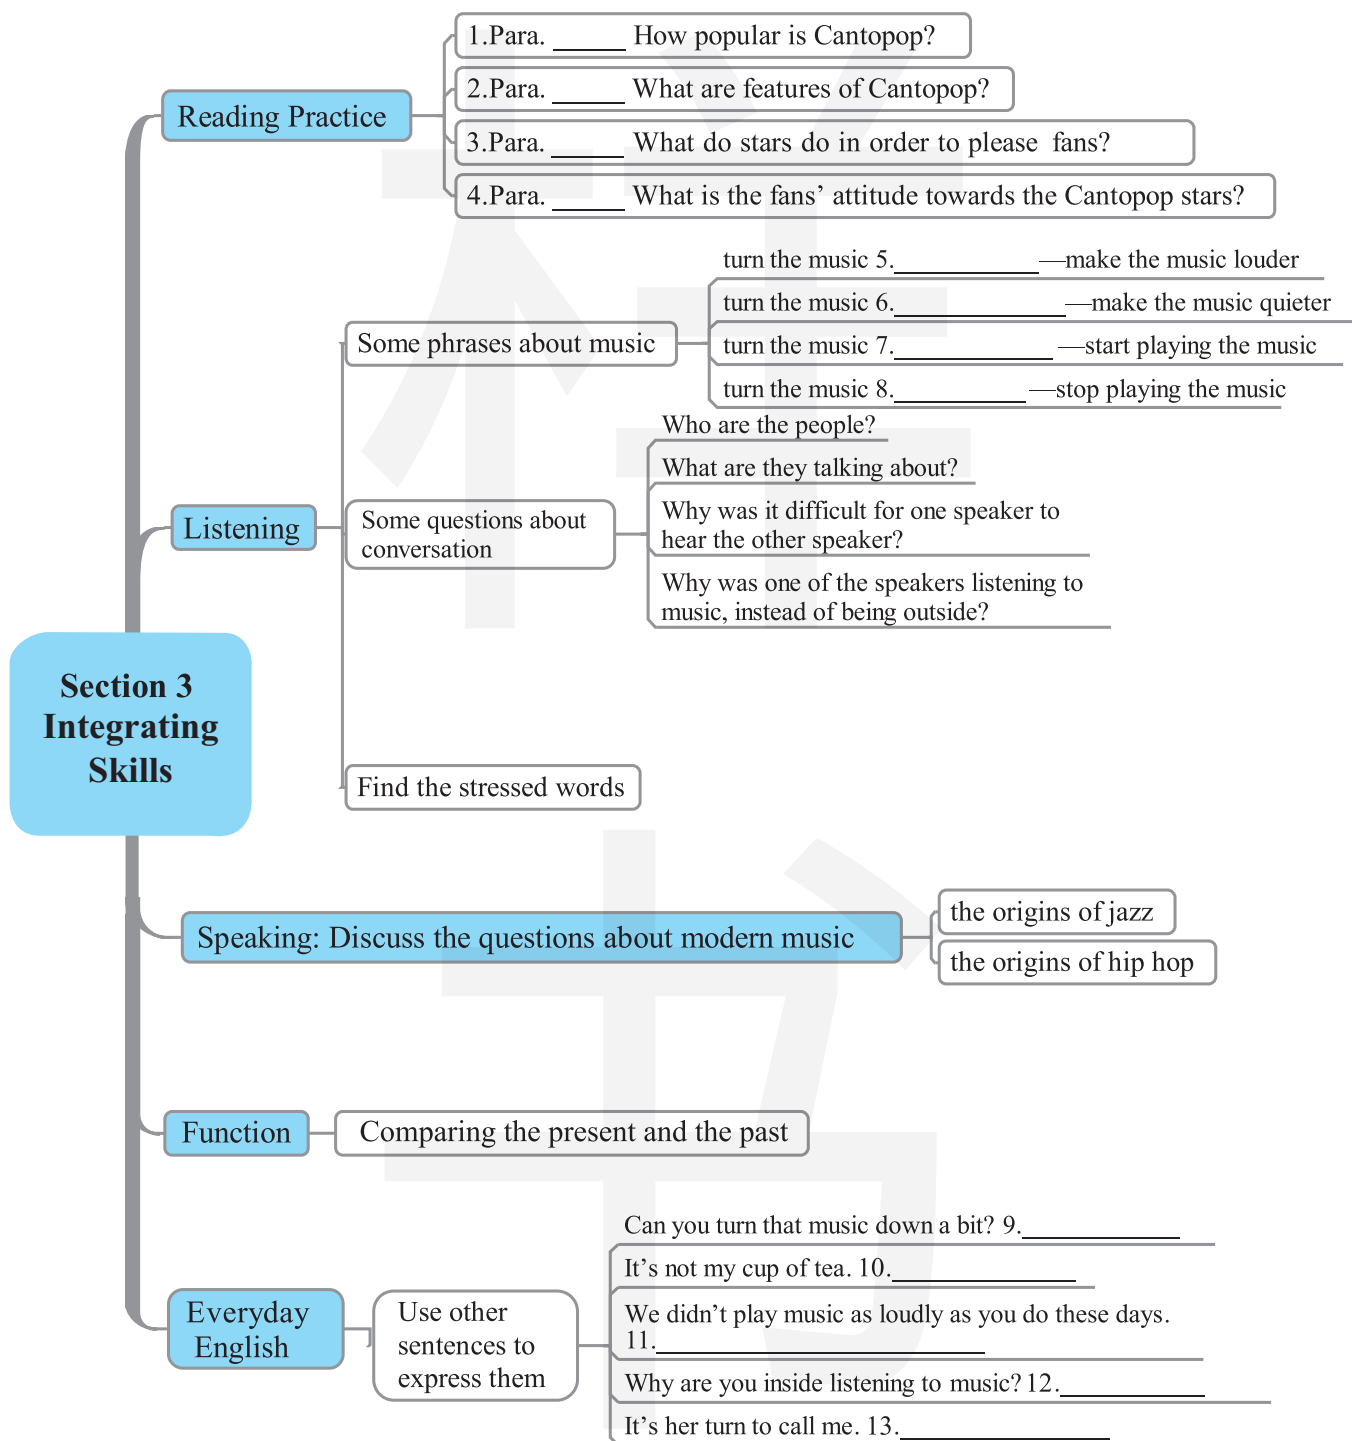 1.Para. _____ How popular is Cantopop?
2.Para. _____ What are features of Cantopop?
Reading Practice
3.Para. _____ What do stars do in order to please fans?
4.Para. _____ What is the fans' attitude towards the Cantopop stars?
turn the music 5.__________—make the music louder
turn the music 6.____________—make the music quieter
Some phrases about music
turn the music 7.___________ —start playing the music
turn the music 8._________ —stop playing the music
Who are the people?
What are they talking about?
Listening
Some questions about
conversation
Why was it difficult for one speaker to
hear the other speaker?
Why was one of the speakers listening to
music, instead of being outside?
Section 3
Integrating
Skills
Find the stressed words
Speaking: Discuss the questions about modern music
the origins of jazz
the origins of hip hop
Function
Comparing the present and the past
Everyday
English
Use other
sentences to
express them
Can you turn that music down a bit? 9.___________
It's not my cup of tea. 10._____________
We didn't play music as loudly as you do these days.
11._______________________
Why are you inside listening to music? 12.__________
It's her turn to call me. 13._______________
样
书